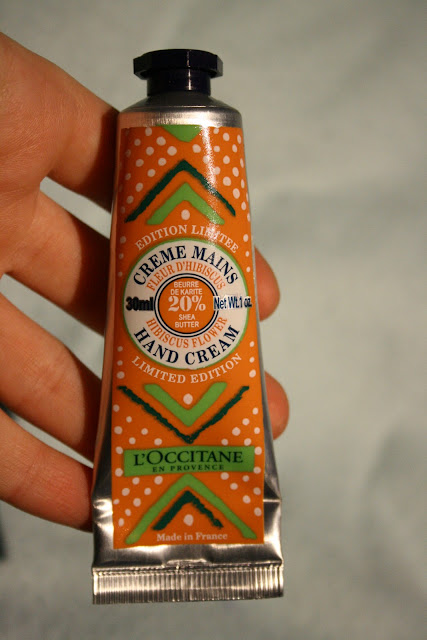 EDITION LIMITEE
CREME MAINS
FLEUR D'HIBISCUS
BEURRE
DE KARITE
30ml 20% Net Wt. 1 oz.
SHEA
BUTTER
HIBISCUS FLOWER
HAND CREAM
LIMITED EDITION
L'OCCITANE
EN PROVENCE
Made in France